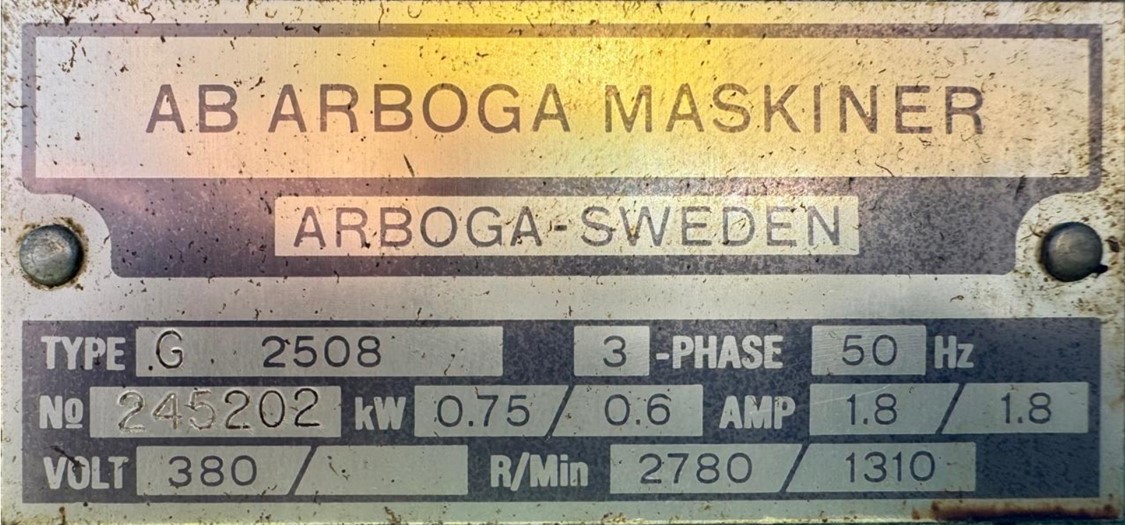 AB ARBOGA MASKINER
ARBOGA-SWEDEN
TYPE G 2508 3-PHASE 50 Hz
No 245202 kW 0.75 / 0.6 AMP 1.8 / 1.8
VOLT 380 / R/Min 2780 / 1310